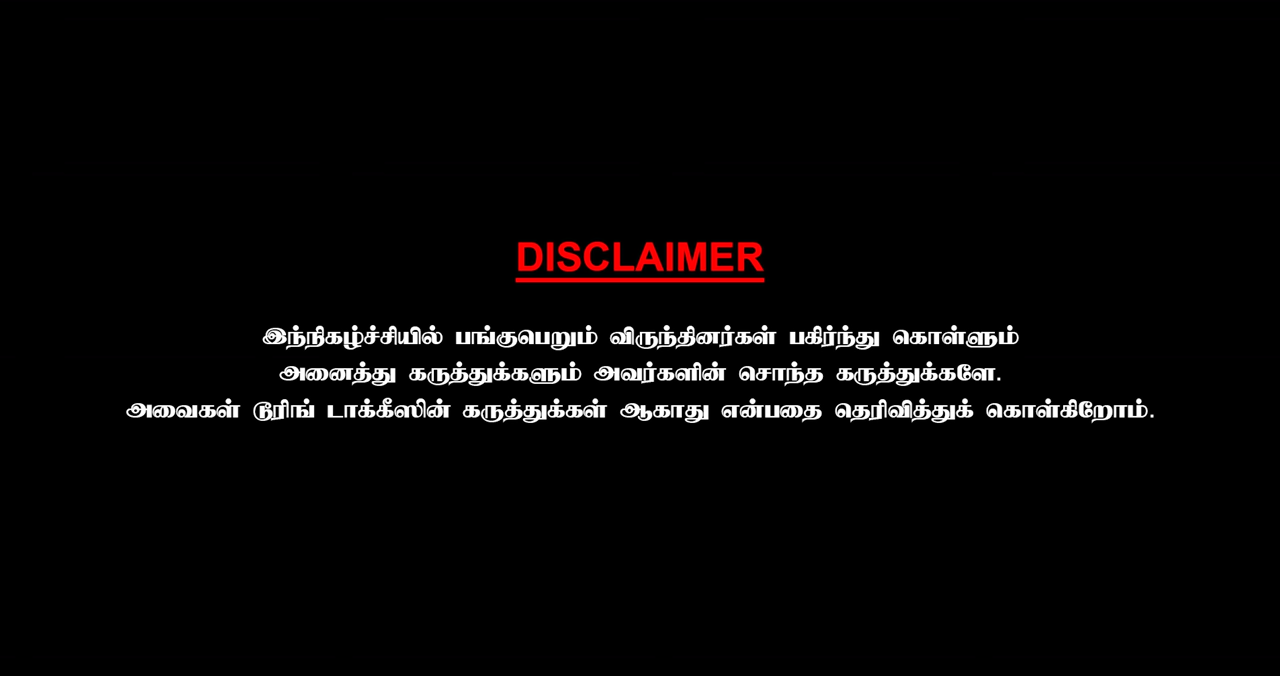 DISCLAIMER
இந்நிகழ்ச்சியில் பங்குபெறும் விருந்தினர்கள் பகிர்ந்து கொள்ளும்
அனைத்து கருத்துக்களும் அவர்களின் சொந்த கருத்துக்களே.
அவைகள் டூரிங் டாக்கீஸின் கருத்துக்கள் ஆகாது என்பதை தெரிவித்துக் கொள்கிறோம்.